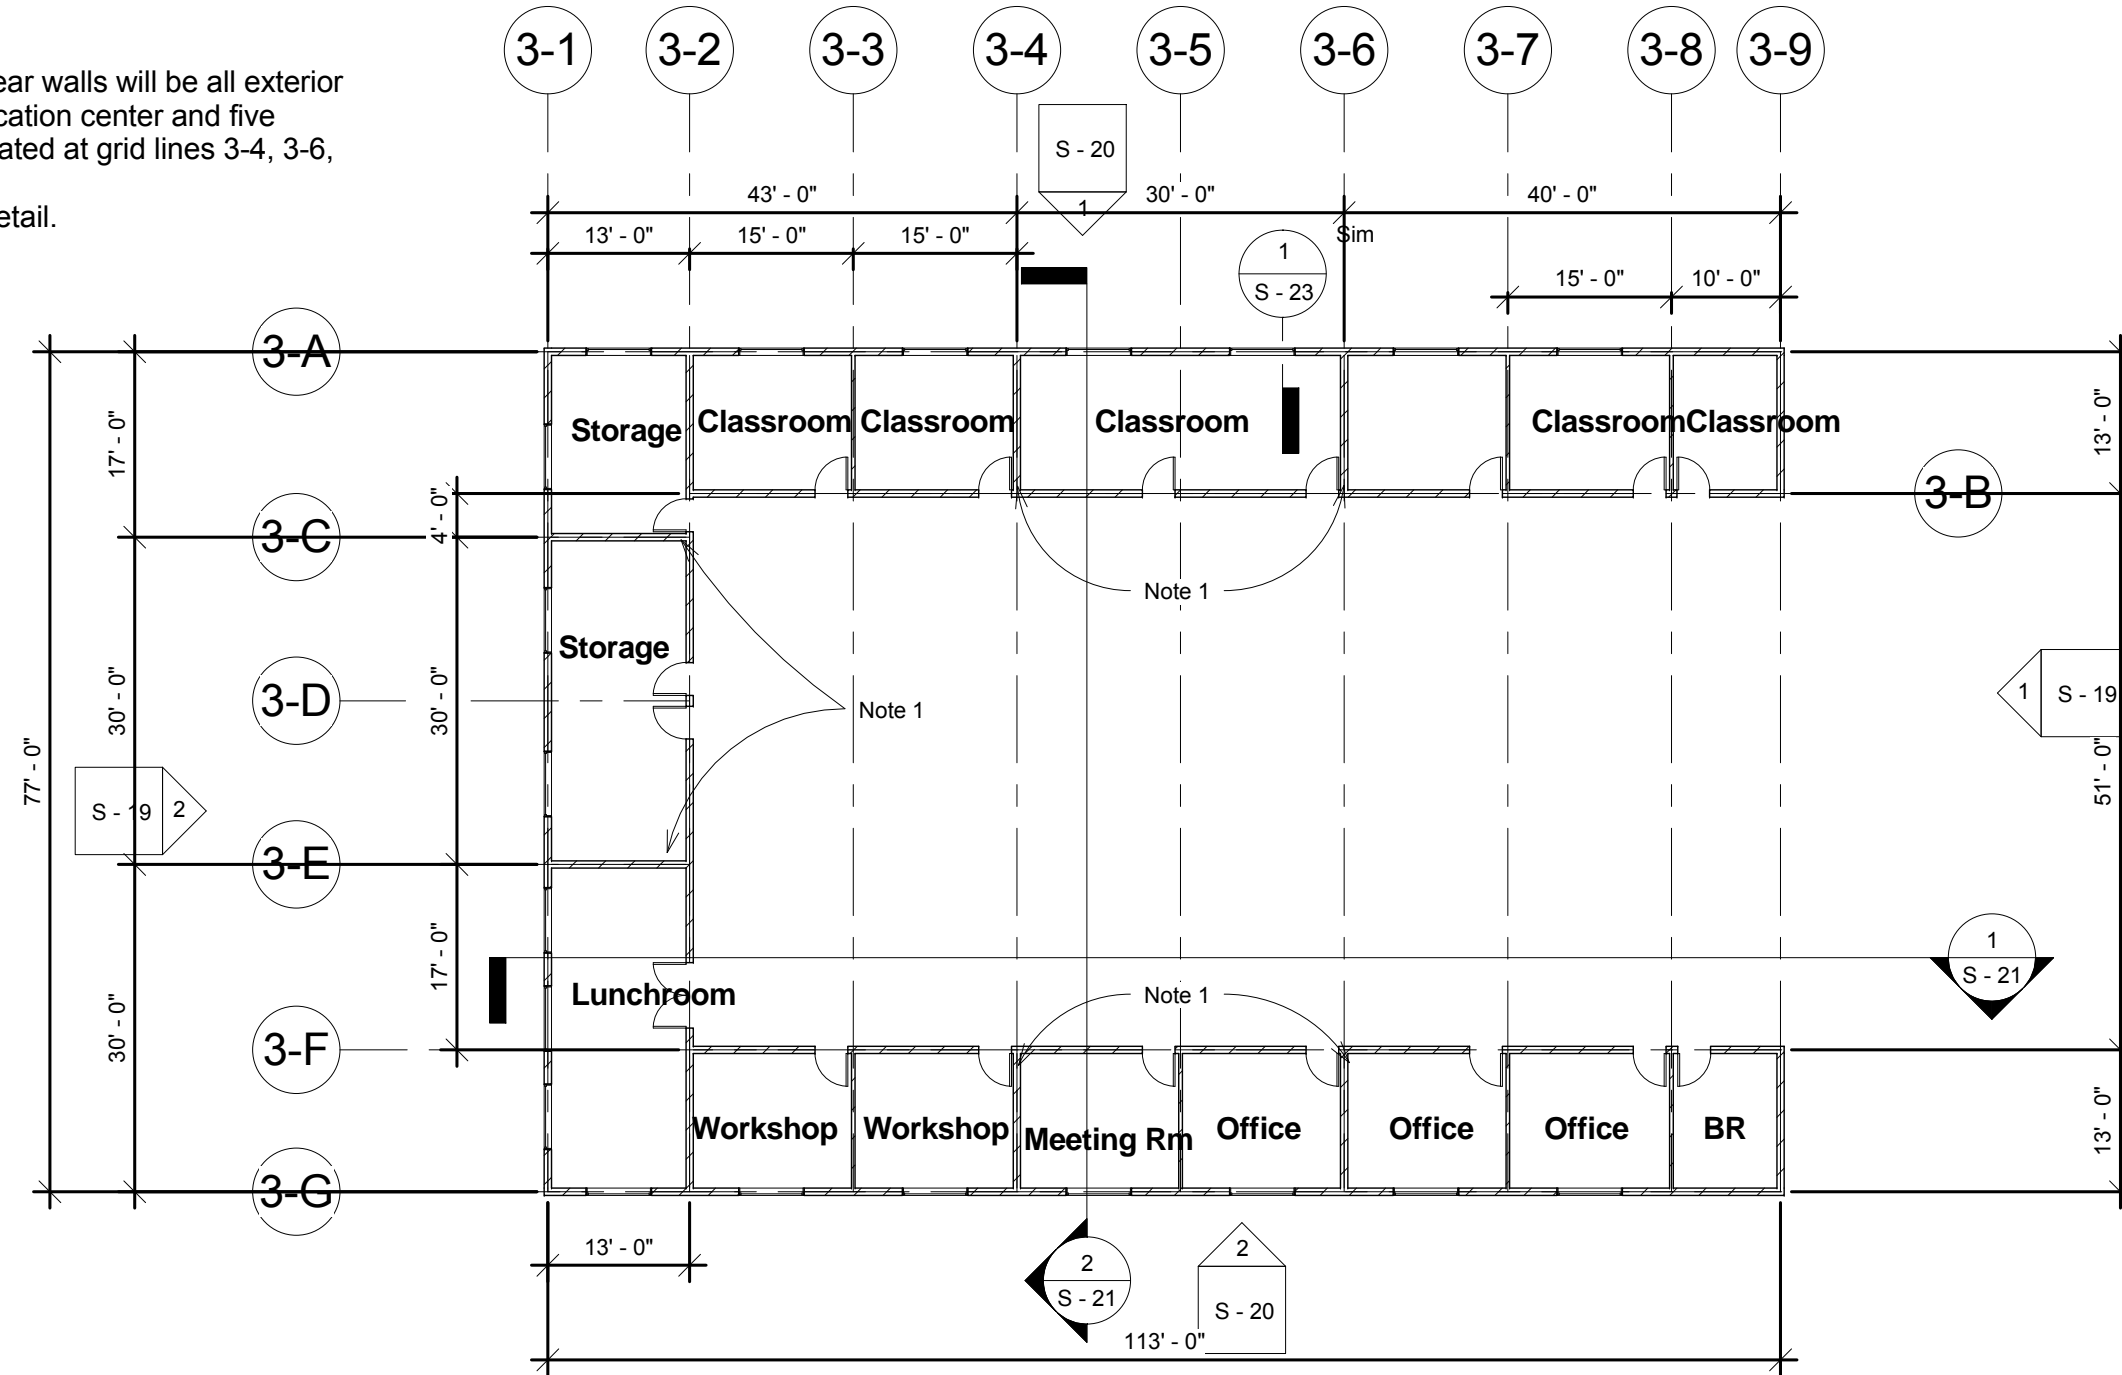 3-1 3-2 3-3 3-4 3-5 3-6 3-7 3-8 3-9
ear walls will be all exterior
cation center and five
ated at grid lines 3-4, 3-6,
etail.
S - 20
1
43' - 0" 30' - 0" 40' - 0"
13' - 0" 15' - 0" 15' - 0"
Sim
1
S - 23
15' - 0" 10' - 0"
3-A
17' - 0"
13' - 0"
Storage
Classroom
Classroom
Classroom
Classroom
Classroom
3-B
4' - 0"
3-C
Note 1
Storage
30' - 0"
30' - 0"
3-D
Note 1
1
S - 19
77' - 0"
51' - 0"
S - 19
2
3-E
17' - 0"
1
S - 21
Lunchroom
Note 1
30' - 0"
3-F
Workshop
Workshop
Meeting Rm
Office
Office
Office
BR
13' - 0"
3-G
13' - 0"
2
S - 21
2
S - 20
113' - 0"